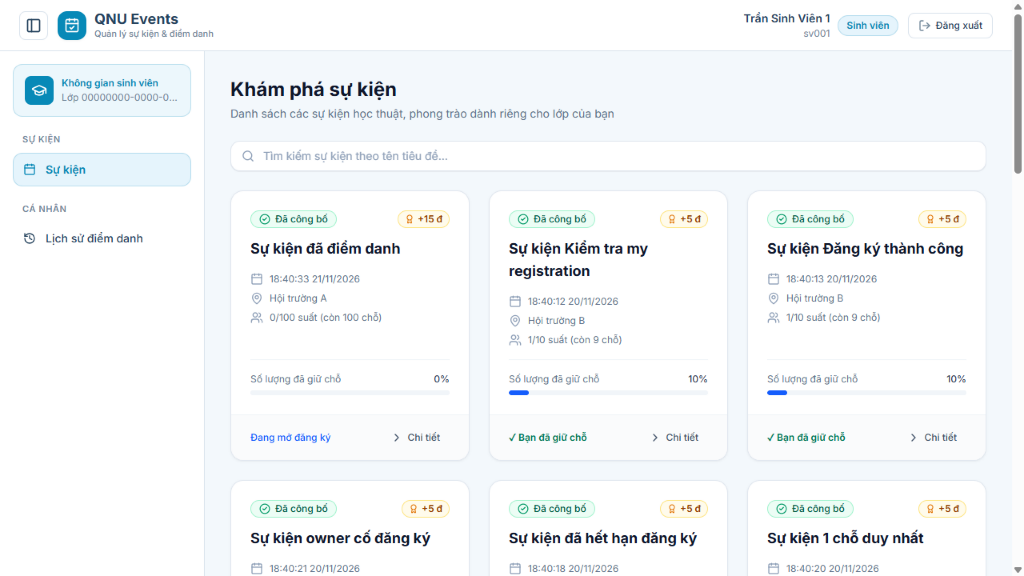 QNU Events
Quản lý sự kiện & điểm danh
Trần Sinh Viên 1
sv001
Sinh viên
Đăng xuất
Không gian sinh viên
Lớp 00000000-0000-0...
SỰ KIỆN
Sự kiện
CÁ NHÂN
Lịch sử điểm danh
Khám phá sự kiện
Danh sách các sự kiện học thuật, phong trào dành riêng cho lớp của bạn
Tìm kiếm sự kiện theo tên tiêu đề...
Đã công bố
+15 đ
Sự kiện đã điểm danh
18:40:33 21/11/2026
Hội trường A
0/100 suất (còn 100 chỗ)
Số lượng đã giữ chỗ
0%
Đang mở đăng ký
Chi tiết
Đã công bố
+5 đ
Sự kiện Kiểm tra my
registration
18:40:12 20/11/2026
Hội trường B
1/10 suất (còn 9 chỗ)
Số lượng đã giữ chỗ
10%
✓ Bạn đã giữ chỗ
Chi tiết
Đã công bố
+5 đ
Sự kiện Đăng ký thành công
18:40:13 20/11/2026
Hội trường B
1/10 suất (còn 9 chỗ)
Số lượng đã giữ chỗ
10%
✓ Bạn đã giữ chỗ
Chi tiết
Đã công bố
+5 đ
Sự kiện owner cố đăng ký
18:40:21 20/11/2026
Đã công bố
+5 đ
Sự kiện đã hết hạn đăng ký
18:40:18 20/11/2026
Đã công bố
+5 đ
Sự kiện 1 chỗ duy nhất
18:40:20 20/11/2026